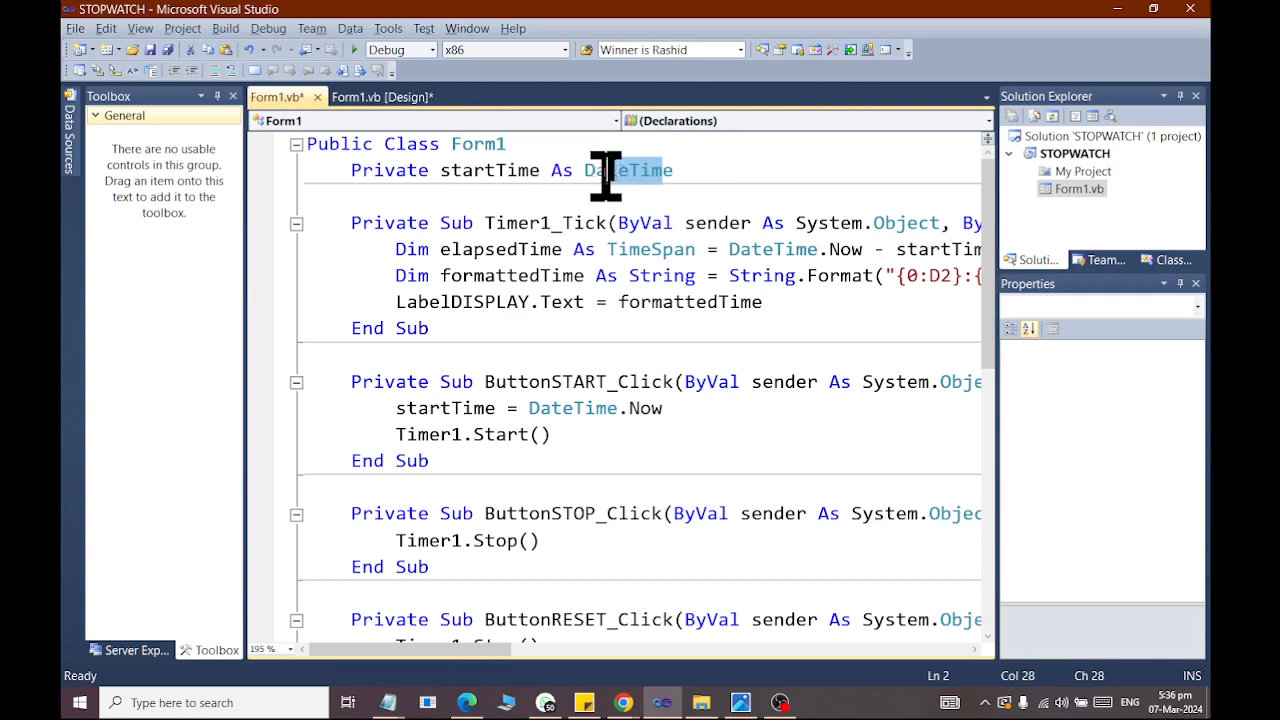 STOPWATCH - Microsoft Visual Studio
File Edit View Project Build Debug Team Data Tools Test Window Help
Debug x86 Winner is Rashid
Toolbox
General
There are no usable
controls in this group.
Drag an item onto this
text to add it to the
toolbox.
Data Sources
Server Exp... Toolbox
Form1.vb* Form1.vb [Design]*
Form1 (Declarations)
Public Class Form1
Private startTime As DateTime
Private Sub Timer1_Tick(ByVal sender As System.Object, By
Dim elapsedTime As TimeSpan = DateTime.Now - startTim
Dim formattedTime As String = String.Format("{0:D2}:{
LabelDISPLAY.Text = formattedTime
End Sub
Private Sub ButtonSTART_Click(ByVal sender As System.Obje
startTime = DateTime.Now
Timer1.Start()
End Sub
Private Sub ButtonSTOP_Click(ByVal sender As System.Objec
Timer1.Stop()
End Sub
Private Sub ButtonRESET_Click(ByVal sender As System.Obje
195 %
Solution Explorer
Solution 'STOPWATCH' (1 project)
STOPWATCH
My Project
Form1.vb
Soluti... Team... Class...
Properties
Ready Ln 2 Col 28 Ch 28 INS
Type here to search
ENG
5:36 pm
07-Mar-2024